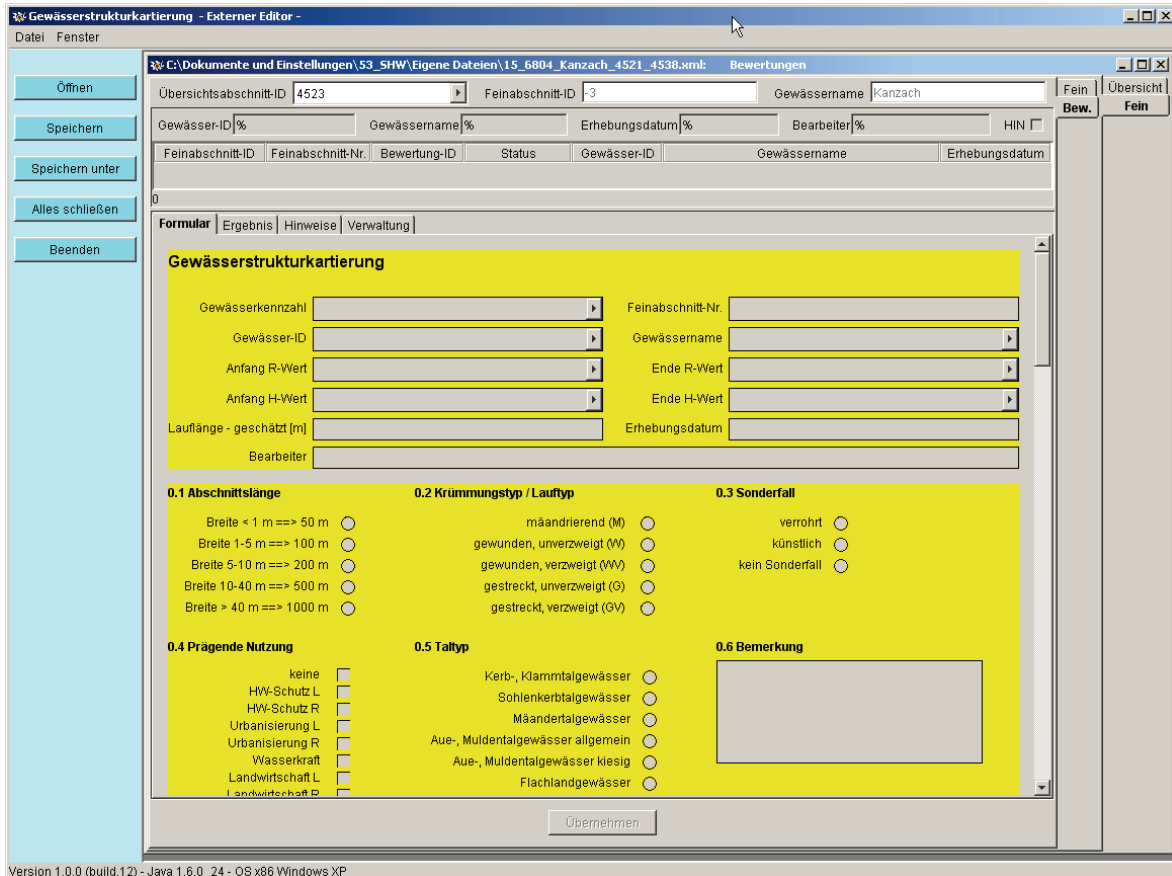 Gewässerstrukturkartierung - Externer Editor -
Datei Fenster
Öffnen
Speichern
Speichern unter
Alles schließen
Beenden
C:\Dokumente und Einstellungen\53_SHW\Eigene Dateien\15_6804_Kanzach_4521_4538.xml: Bewertungen
Übersichtsabschnitt-ID 4523 Feinabschnitt-ID -3 Gewässername Kanzach
Fein Übersicht
Bew. Fein
Gewässer-ID % Gewässername % Erhebungsdatum % Bearbeiter % HIN
Feinabschnitt-ID Feinabschnitt-Nr. Bewertung-ID Status Gewässer-ID Gewässername Erhebungsdatum
0
Formular Ergebnis Hinweise Verwaltung
Gewässerstrukturkartierung
Gewässerkennzahl Feinabschnitt-Nr.
Gewässer-ID Gewässername
Anfang R-Wert Ende R-Wert
Anfang H-Wert Ende H-Wert
Lauflänge - geschätzt [m] Erhebungsdatum
Bearbeiter
0.1 Abschnittslänge 0.2 Krümmungstyp / Lauftyp 0.3 Sonderfall
Breite < 1 m ==> 50 m mäandrierend (M) verrohrt
Breite 1-5 m ==> 100 m gewunden, unverzweigt (W) künstlich
Breite 5-10 m ==> 200 m gewunden, verzweigt (WV) kein Sonderfall
Breite 10-40 m ==> 500 m gestreckt, unverzweigt (G)
Breite > 40 m ==> 1000 m gestreckt, verzweigt (GV)
0.4 Prägende Nutzung 0.5 Taltyp 0.6 Bemerkung
keine Kerb-, Klammtalgewässer
HW-Schutz L Sohlenkerbtalgewässer
HW-Schutz R Mäandertalgewässer
Urbanisierung L Aue-, Muldentalgewässer allgemein
Urbanisierung R Aue-, Muldentalgewässer kiesig
Wasserkraft Flachlandgewässer
Landwirtschaft L
Landwirtschaft R
Übernehmen
Version 1.0.0 (build.12) - Java 1.6.0_24 - OS x86 Windows XP